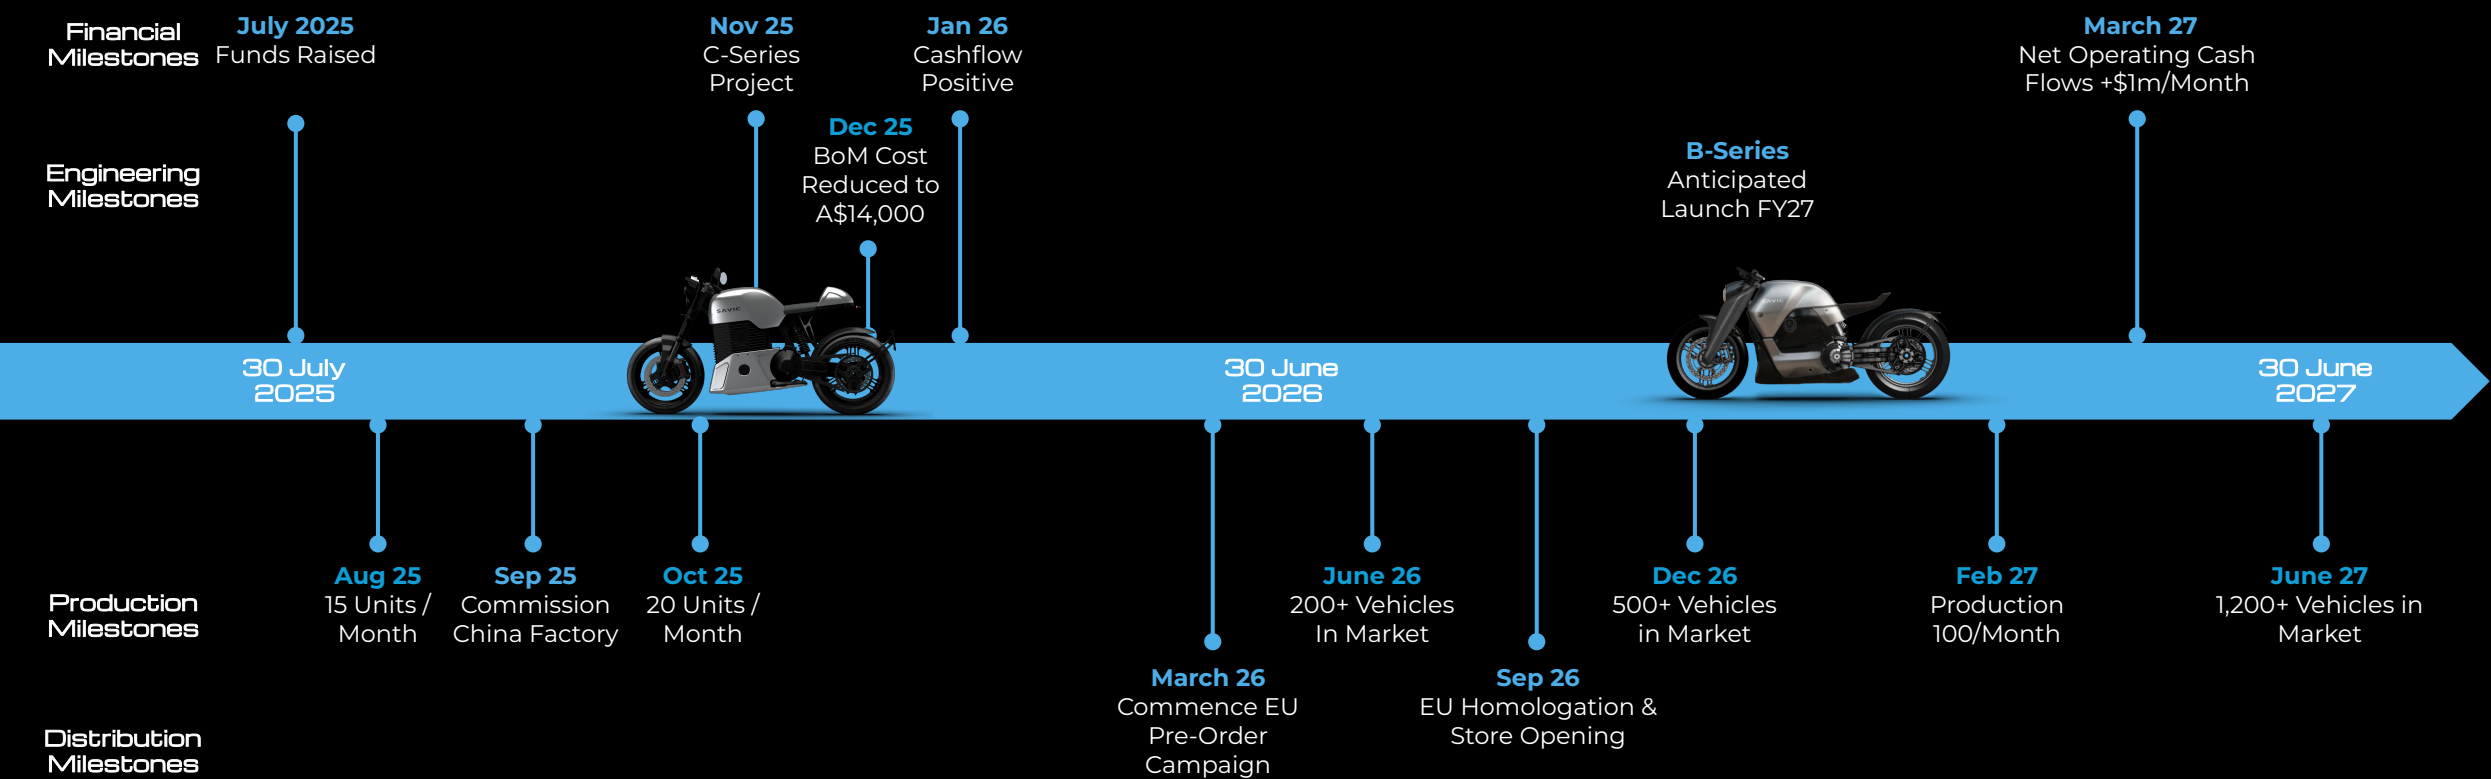 Financial
Milestones
July 2025
Funds Raised
Nov 25
C-Series
Project
Jan 26
Cashflow
Positive
March 27
Net Operating Cash
Flows +$1m/Month
Engineering
Milestones
Dec 25
BoM Cost
Reduced to
A$14,000
B-Series
Anticipated
Launch FY27
SAVIC
SAVIC
30 July
2025
30 June
2026
30 June
2027
Production
Milestones
Aug 25
15 Units /
Month
Sep 25
Commission
China Factory
Oct 25
20 Units /
Month
June 26
200+ Vehicles
In Market
Dec 26
500+ Vehicles
in Market
Feb 27
Production
100/Month
June 27
1,200+ Vehicles in
Market
Distribution
Milestones
March 26
Commence EU
Pre-Order
Campaign
Sep 26
EU Homologation &
Store Opening